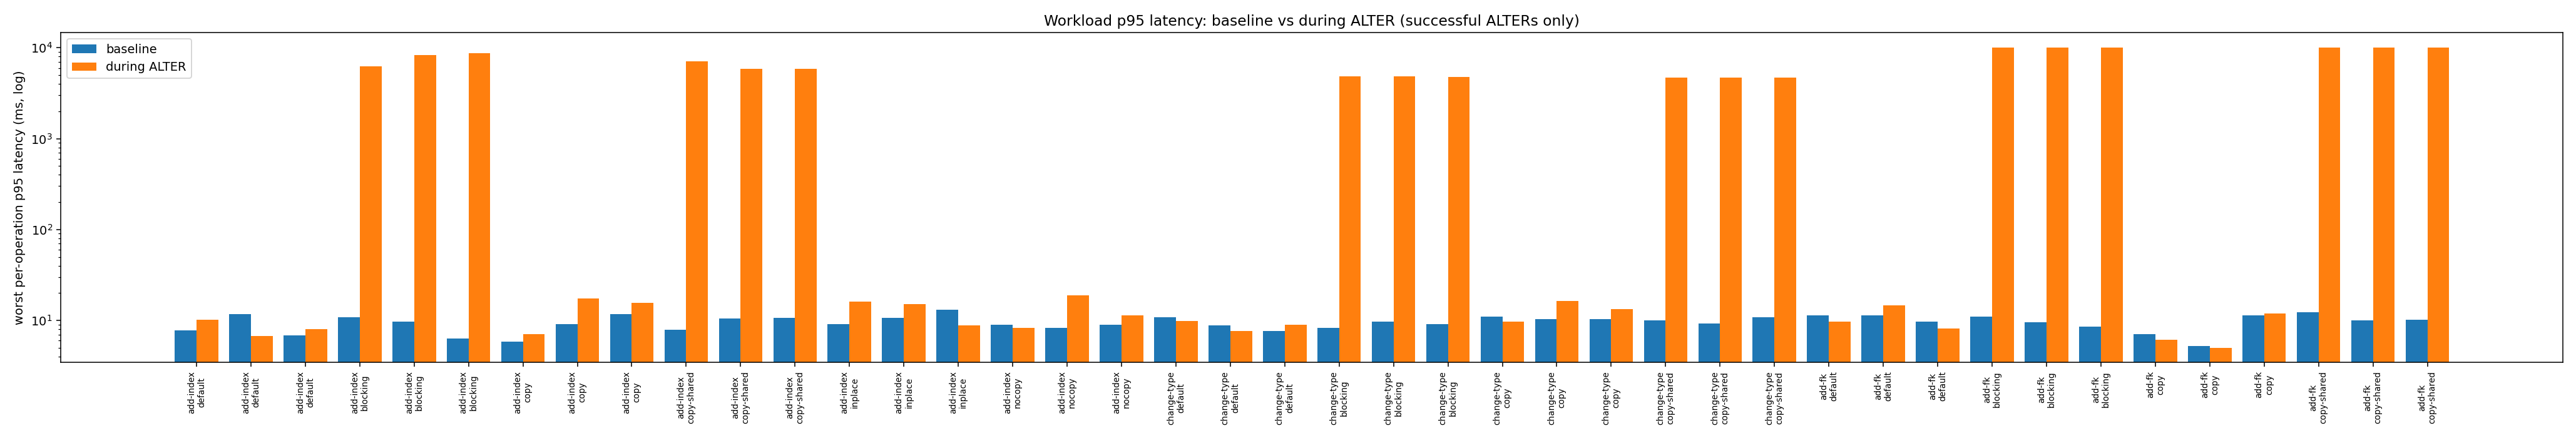 Workload p95 latency: baseline vs during ALTER (successful ALTERs only)
baseline
during ALTER
worst per-operation p95 latency (ms, log)
10⁴
10³
10²
10¹
add-index
default
add-index
default
add-index
default
add-index
blocking
add-index
blocking
add-index
blocking
add-index
copy
add-index
copy
add-index
copy
add-index
copy-shared
add-index
copy-shared
add-index
copy-shared
add-index
inplace
add-index
inplace
add-index
inplace
add-index
nocopy
add-index
nocopy
add-index
nocopy
change-type
default
change-type
default
change-type
default
change-type
blocking
change-type
blocking
change-type
blocking
change-type
copy
change-type
copy
change-type
copy
change-type
copy-shared
change-type
copy-shared
change-type
copy-shared
add-fk
default
add-fk
default
add-fk
default
add-fk
blocking
add-fk
blocking
add-fk
blocking
add-fk
copy
add-fk
copy
add-fk
copy
add-fk
copy-shared
add-fk
copy-shared
add-fk
copy-shared